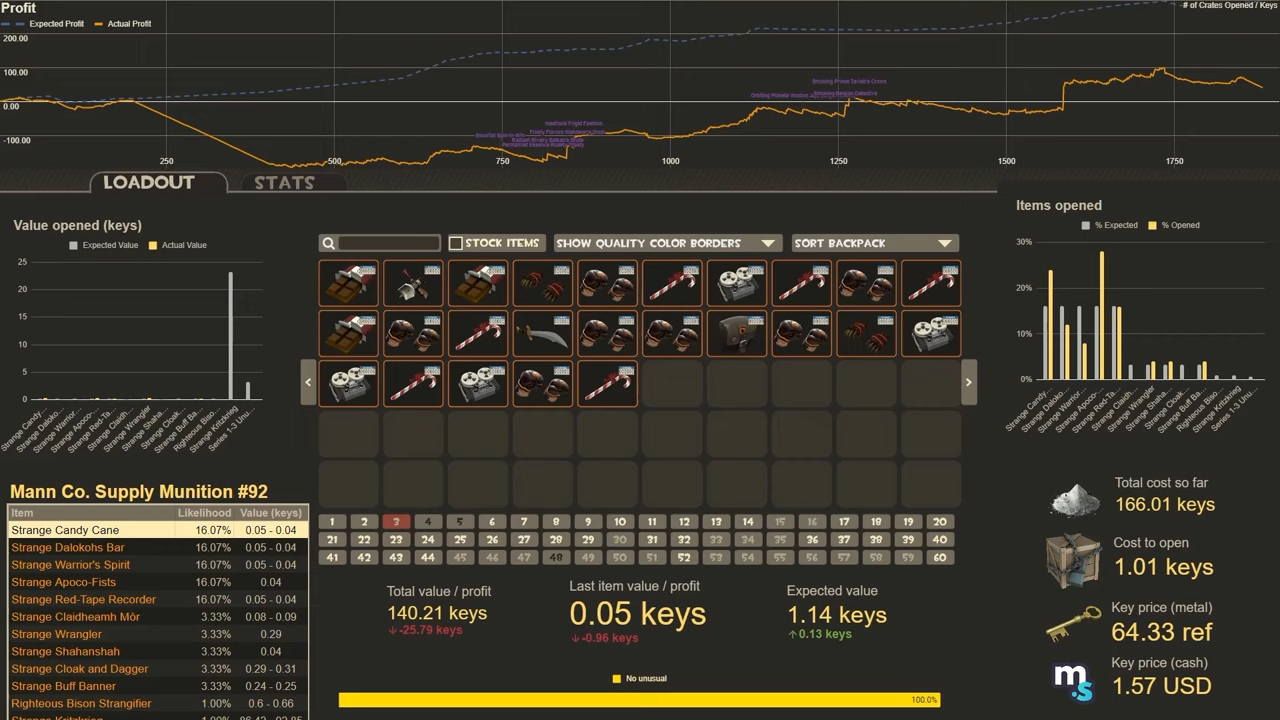 Profit
# of Crates Opened / Keys
Expected Profit Actual Profit
200.00
100.00
0.00
-100.00
250 500 750 1000 1250 1500 1750
LOADOUT STATS
Value opened (keys)
Expected Value Actual Value
25
20
15
10
5
0
STOCK ITEMS SHOW QUALITY COLOR BORDERS SORT BACKPACK
Items opened
% Expected % Opened
30%
20%
10%
0%
1 2 3 4 5 6 7 8 9 10 11 12 13 14 15 16 17 18 19 20
21 22 23 24 25 26 27 28 29 30 31 32 33 34 35 36 37 38 39 40
41 42 43 44 45 46 47 48 49 50 51 52 53 54 55 56 57 58 59 60
Mann Co. Supply Munition #92
Item Likelihood Value (keys)
Strange Candy Cane 16.07% 0.05 - 0.04
Strange Dalokohs Bar 16.07% 0.05 - 0.04
Strange Warrior's Spirit 16.07% 0.05 - 0.04
Strange Apoco-Fists 16.07% 0.04
Strange Red-Tape Recorder 16.07% 0.05 - 0.04
Strange Claidheamh Mòr 3.33% 0.08 - 0.09
Strange Wrangler 3.33% 0.29
Strange Shahanshah 3.33% 0.04
Strange Cloak and Dagger 3.33% 0.29 - 0.31
Strange Buff Banner 3.33% 0.24 - 0.25
Righteous Bison Strangifier 1.00% 0.6 - 0.66
Total value / profit
140.21 keys
↓-25.79 keys
Last item value / profit
0.05 keys
↓-0.96 keys
Expected value
1.14 keys
↑0.13 keys
No unusual
100.0%
Total cost so far
166.01 keys
Cost to open
1.01 keys
Key price (metal)
64.33 ref
Key price (cash)
1.57 USD
m.s